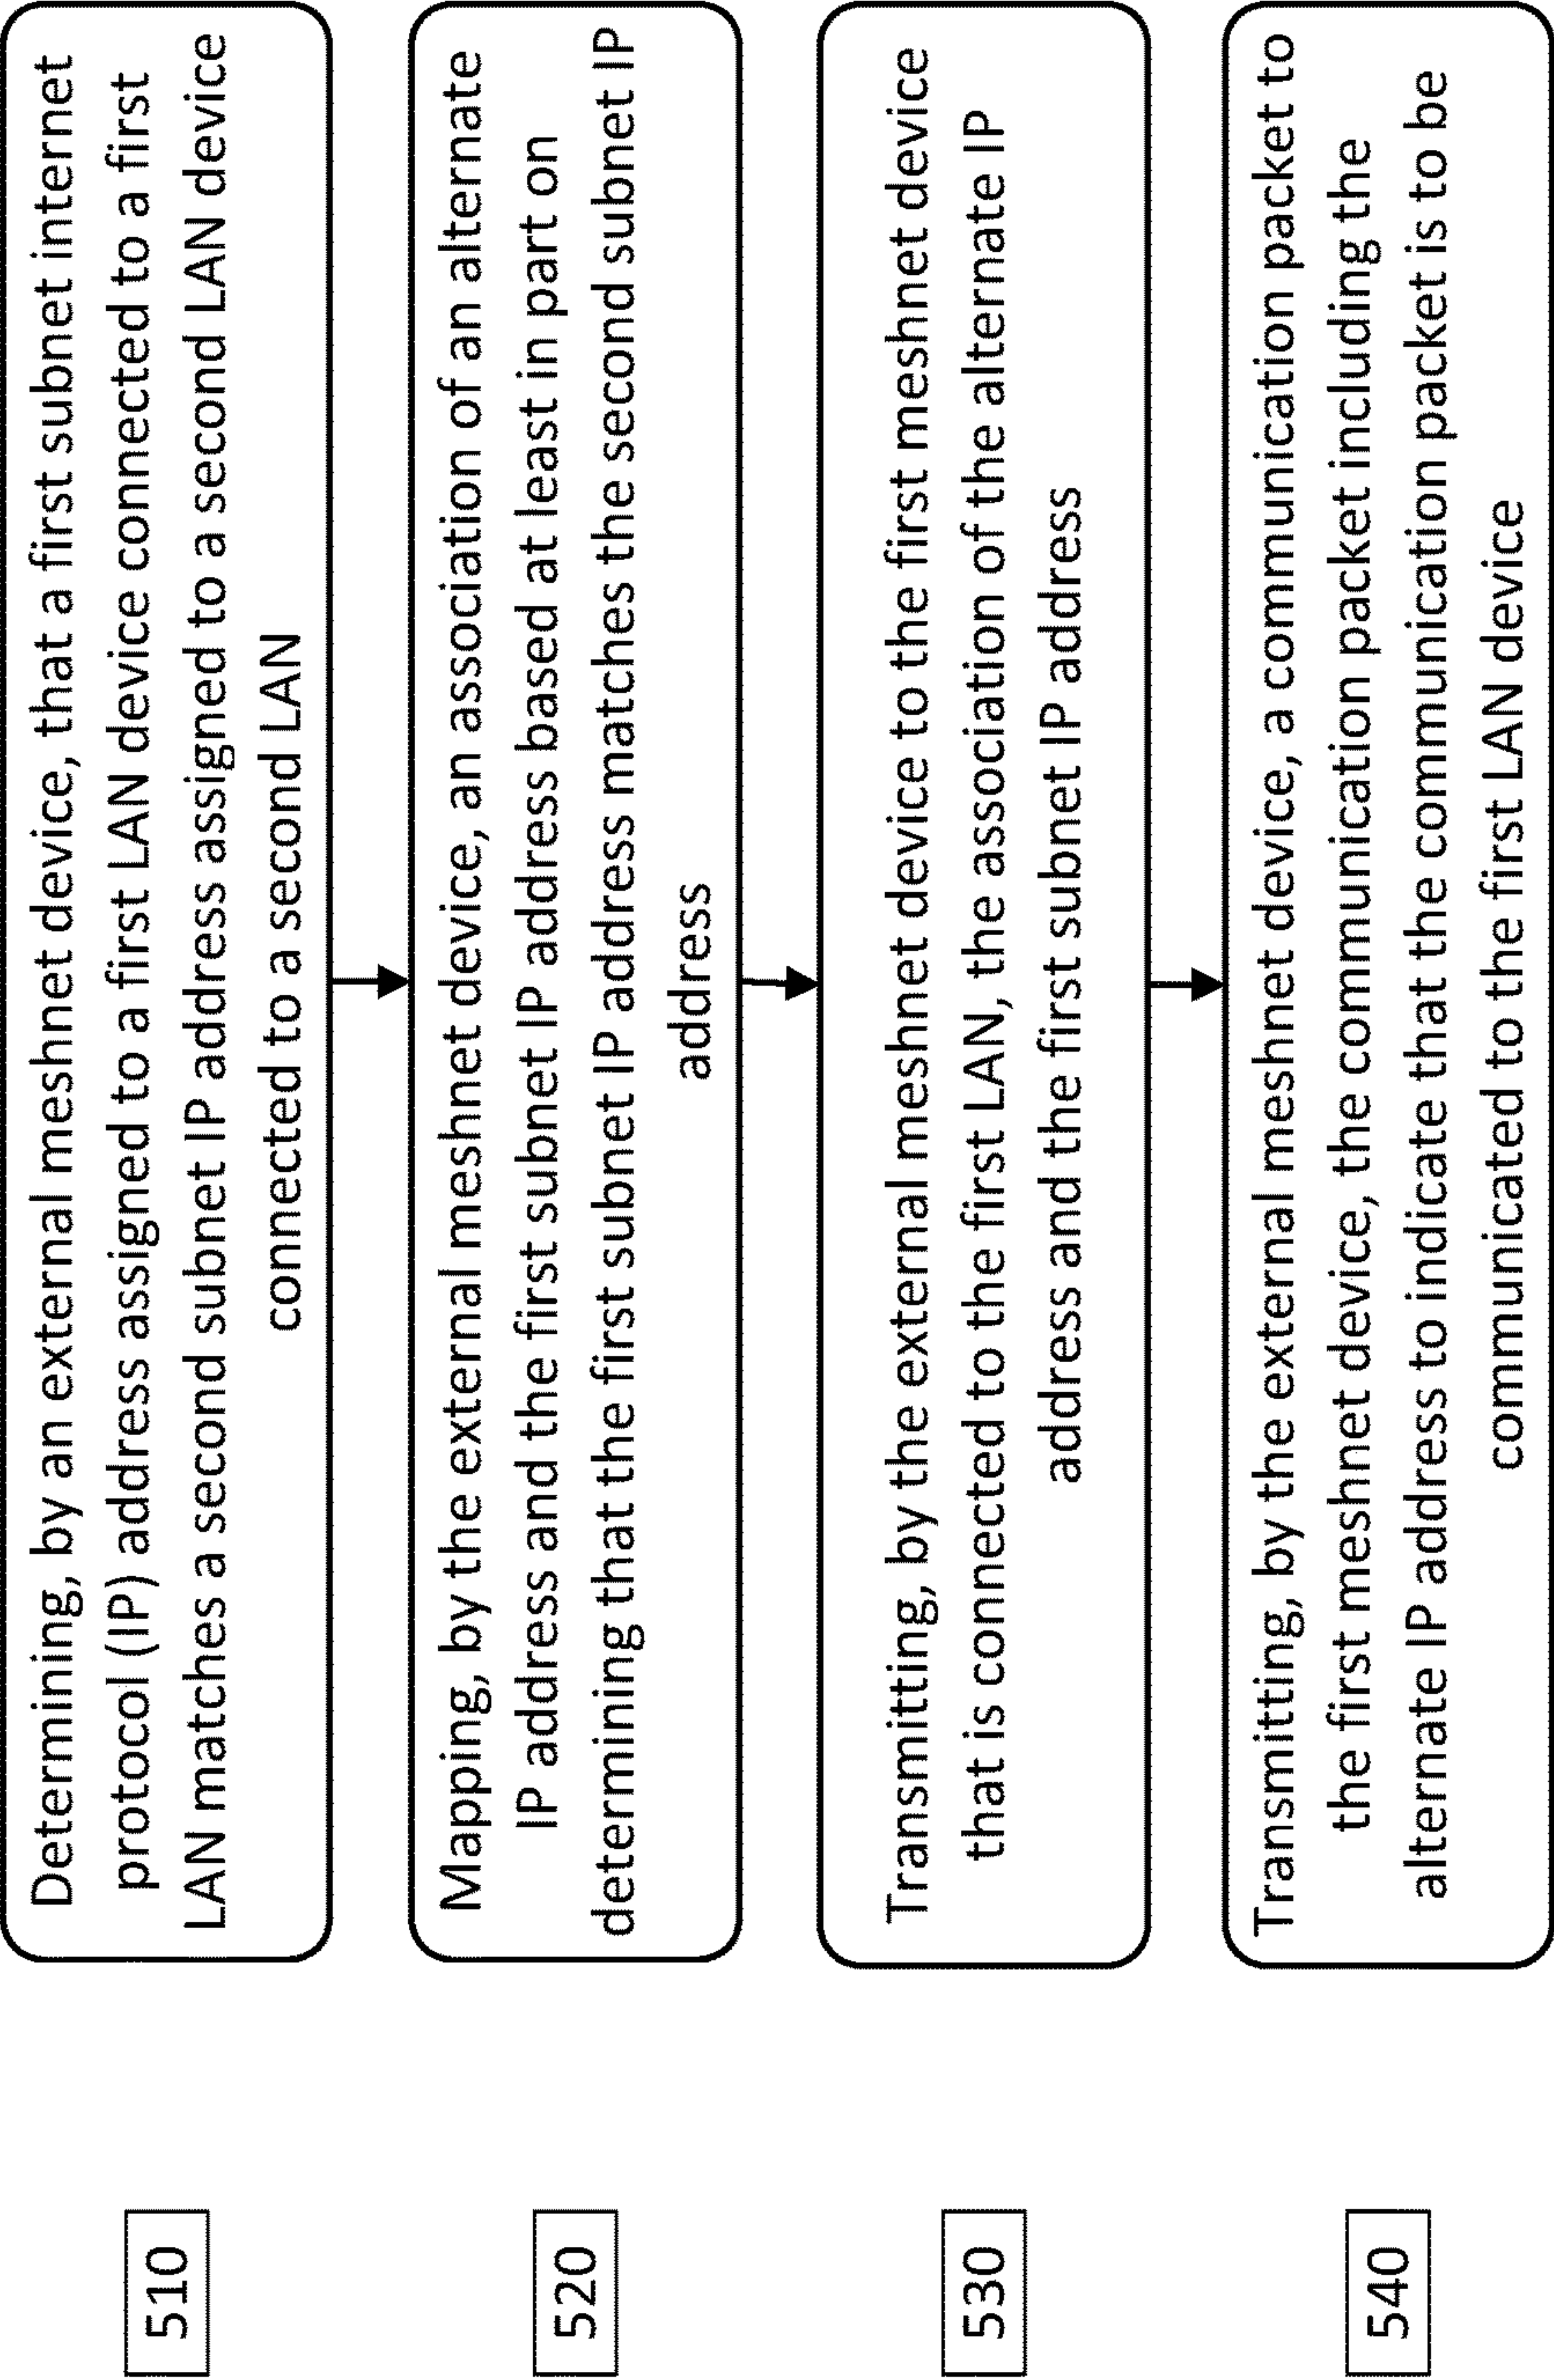 510
Determining, by an external meshnet device, that a first subnet internet
protocol (IP) address assigned to a first LAN device connected to a first
LAN matches a second subnet IP address assigned to a second LAN device
connected to a second LAN
520
Mapping, by the external meshnet device, an association of an alternate
IP address and the first subnet IP address based at least in part on
determining that the first subnet IP address matches the second subnet IP
address
530
Transmitting, by the external meshnet device to the first meshnet device
that is connected to the first LAN, the association of the alternate IP
address and the first subnet IP address
540
Transmitting, by the external meshnet device, a communication packet to
the first meshnet device, the communication packet including the
alternate IP address to indicate that the communication packet is to be
communicated to the first LAN device